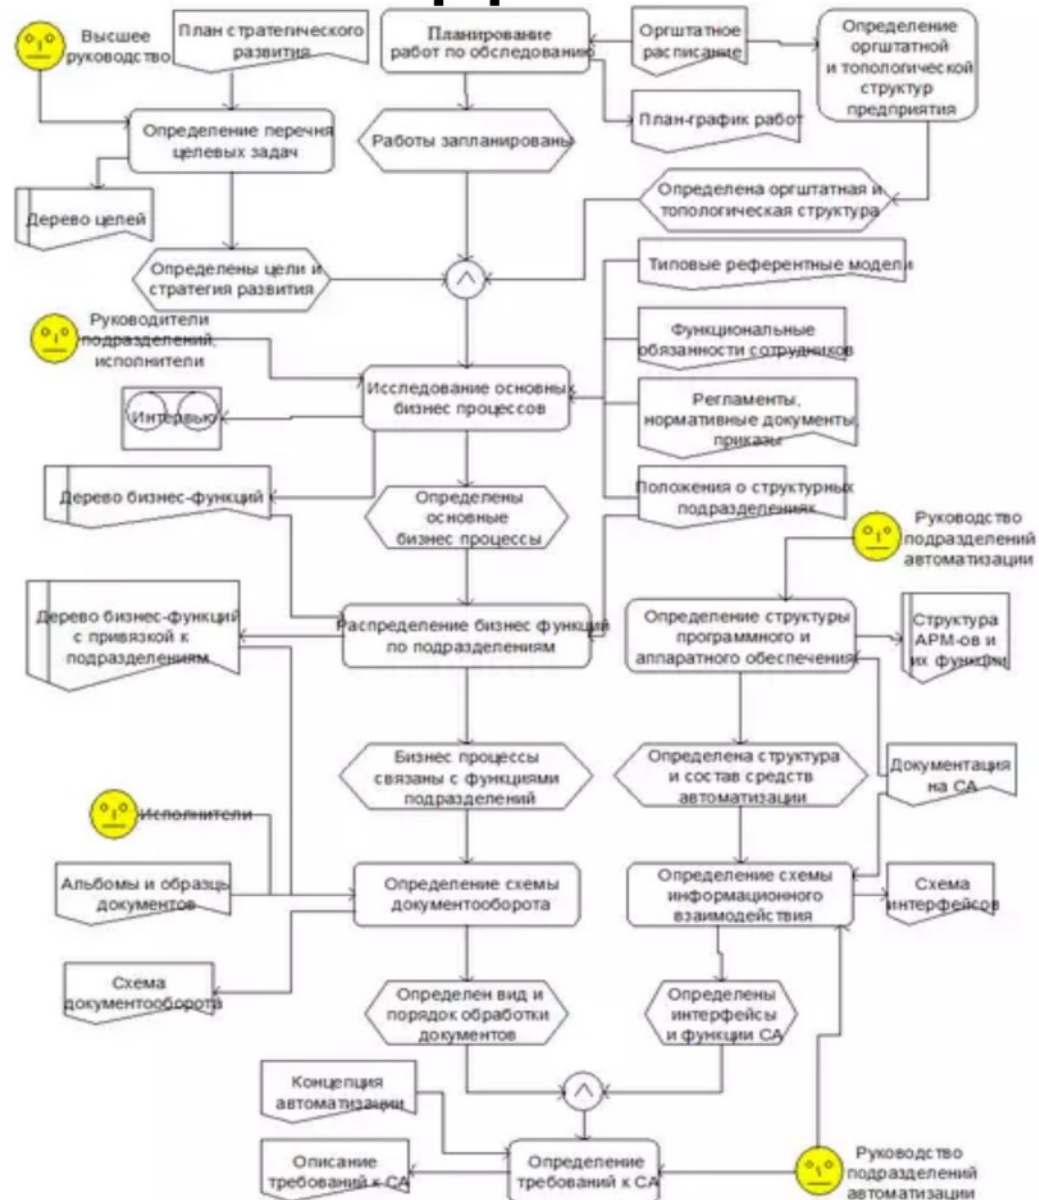 Высшее
руководство
План стратегического
развития
Планирование
работ по обследованию
Оргштатное
расписание
Определение
оргштатной
и топологической
структур
предприятия
План-график работ
Определение перечня
целевых задач
Работы запланированы
Дерево целей
Определена оргштатная и
топологическая структура
Определены цели и
стратегия развития
Типовые референтные модели
Руководители
подразделений,
исполнители
Функциональные
обязанности сотрудников
Исследование основны
бизнес процессов
Регламенты,
нормативные документы,
приказы
Интервью
Дерево бизнес-функций
Определены
основные
бизнес процессы
Положения о структурных
подразделениях
Руководство
подразделений
автоматизации
Дерево бизнес-функций
с привязкой к
подразделениям
Распределение бизнес функций
по подразделениям
Определение структуры
программного и
аппаратного обеспечения
Структура
АРМ-ов и
их функции
Бизнес процессы
связаны с функциями
подразделений
Определена структура
и состав средств
автоматизации
Документация
на СА
Исполнители
Альбомы и образцы
документов
Определение схемы
документооборота
Определение схемы
информационного
взаимодействия
Схема
интерфейсов
Схема
документооборота
Определен вид и
порядок обработки
документов
Определены
интерфейсы
и функции СА
Концепция
автоматизации
Описание
требований к СА
Определение
требований к СА
Руководство
подразделений
автоматизации